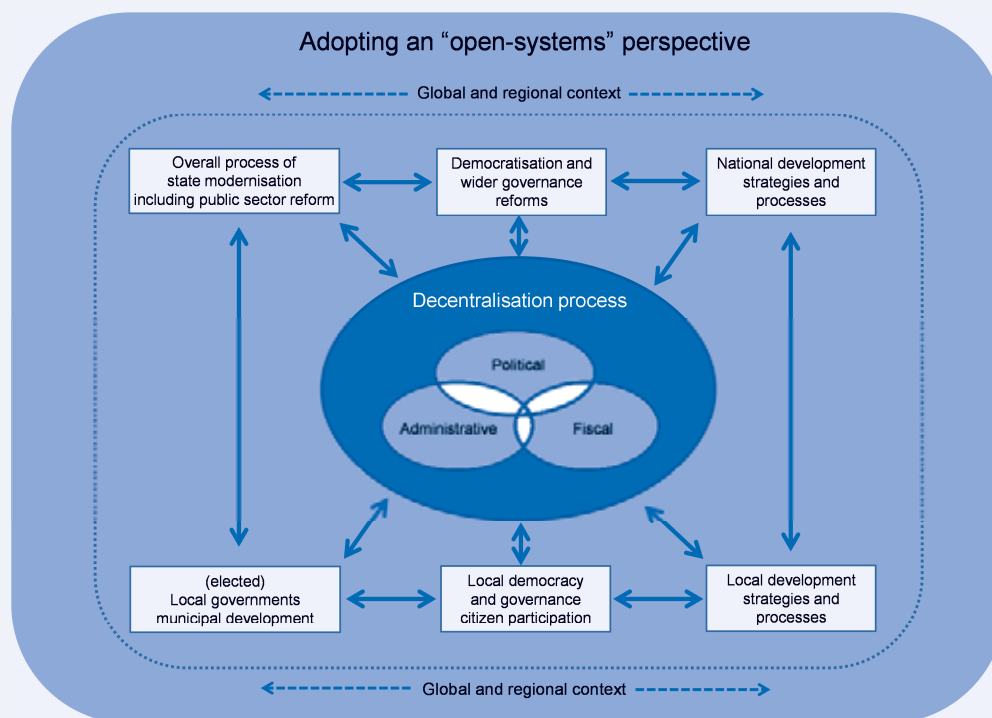 Adopting an “open-systems” perspective
Global and regional context
Overall process of
state modernisation
including public sector reform
Democratisation and
wider governance
reforms
National development
strategies and
processes
Decentralisation process
Political
Administrative
Fiscal
(elected)
Local governments
municipal development
Local democracy
and governance
citizen participation
Local development
strategies and
processes
Global and regional context